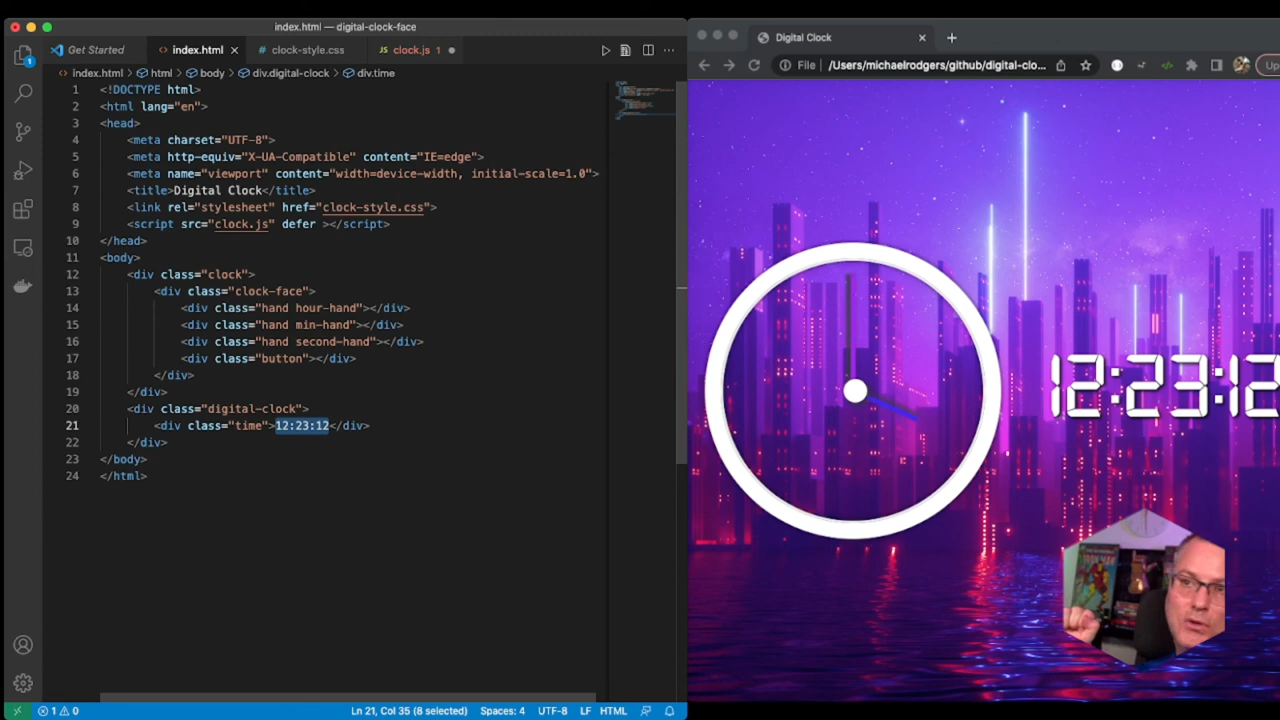 index.html — digital-clock-face
Get Started
index.html
clock-style.css
clock.js 1
index.html > html > body > div.digital-clock > div.time
1 <!DOCTYPE html>
2 <html lang="en">
3 <head>
4 <meta charset="UTF-8">
5 <meta http-equiv="X-UA-Compatible" content="IE=edge">
6 <meta name="viewport" content="width=device-width, initial-scale=1.0">
7 <title>Digital Clock</title>
8 <link rel="stylesheet" href="clock-style.css">
9 <script src="clock.js" defer ></script>
10 </head>
11 <body>
12 <div class="clock">
13 <div class="clock-face">
14 <div class="hand hour-hand"></div>
15 <div class="hand min-hand"></div>
16 <div class="hand second-hand"></div>
17 <div class="button"></div>
18 </div>
19 </div>
20 <div class="digital-clock">
21 <div class="time">12:23:12</div>
22 </div>
23 </body>
24 </html>
1
1 0
Ln 21, Col 35 (8 selected)
Spaces: 4
UTF-8
LF
HTML
Digital Clock
File
/Users/michaelrodgers/github/digital-clo...
Up
12:23:12
IRON MAN